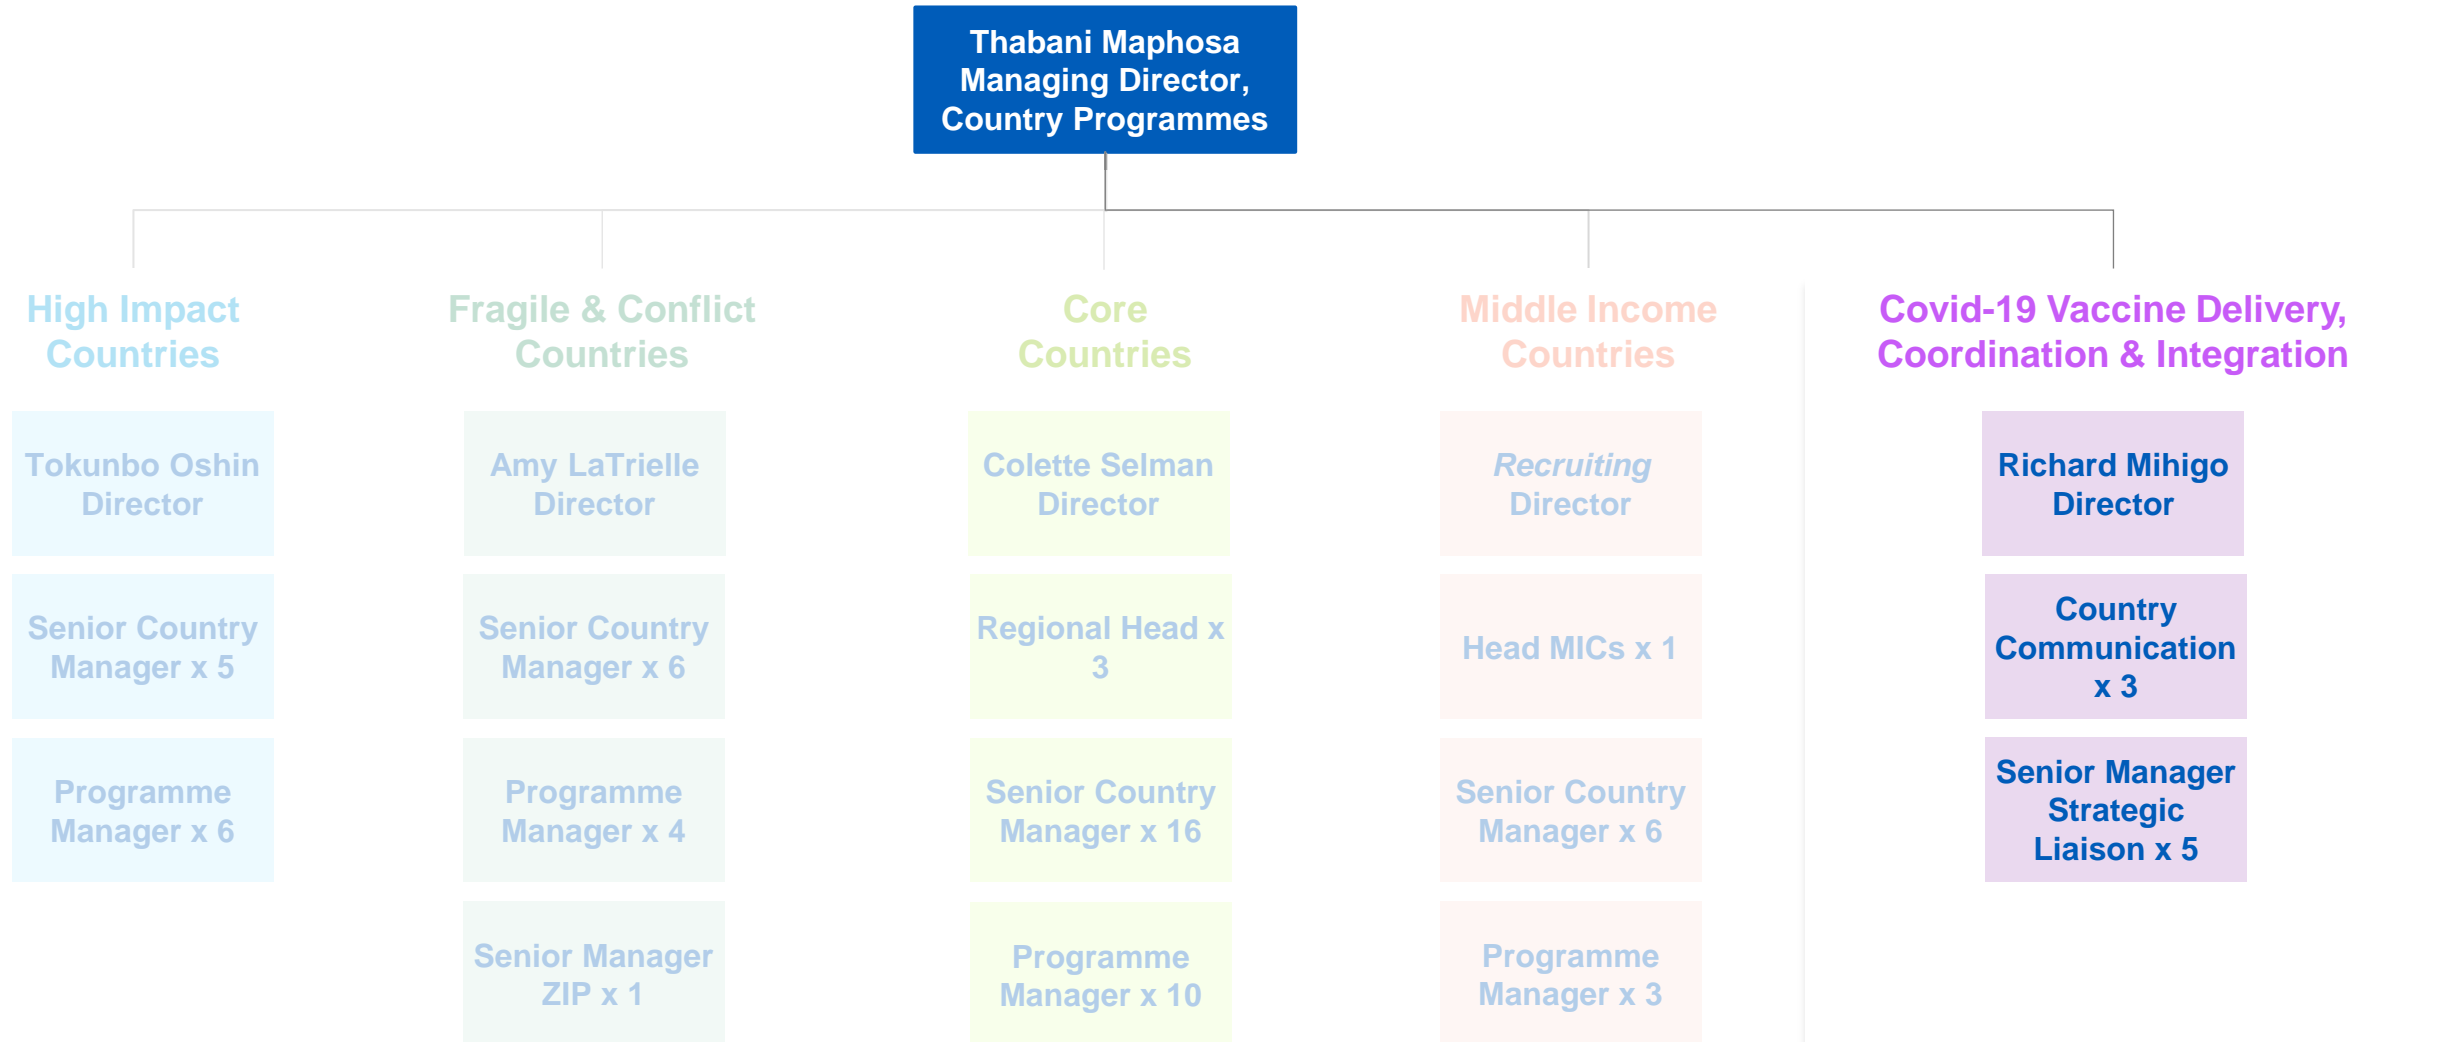 Thabani Maphosa
Managing Director,
Country Programmes
High Impact
Countries
Tokunbo Oshin
Director
Senior Country
Manager x 5
Programme
Manager x 6
Fragile & Conflict
Countries
Amy LaTrielle
Director
Senior Country
Manager x 6
Programme
Manager x 4
Senior Manager
ZIP x 1
Core
Countries
Colette Selman
Director
Regional Head x
3
Senior Country
Manager x 16
Programme
Manager x 10
Middle Income
Countries
Recruiting
Director
Head MICs x 1
Senior Country
Manager x 6
Programme
Manager x 3
Covid-19 Vaccine Delivery,
Coordination & Integration
Richard Mihigo
Director
Country
Communication
x 3
Senior Manager
Strategic
Liaison x 5